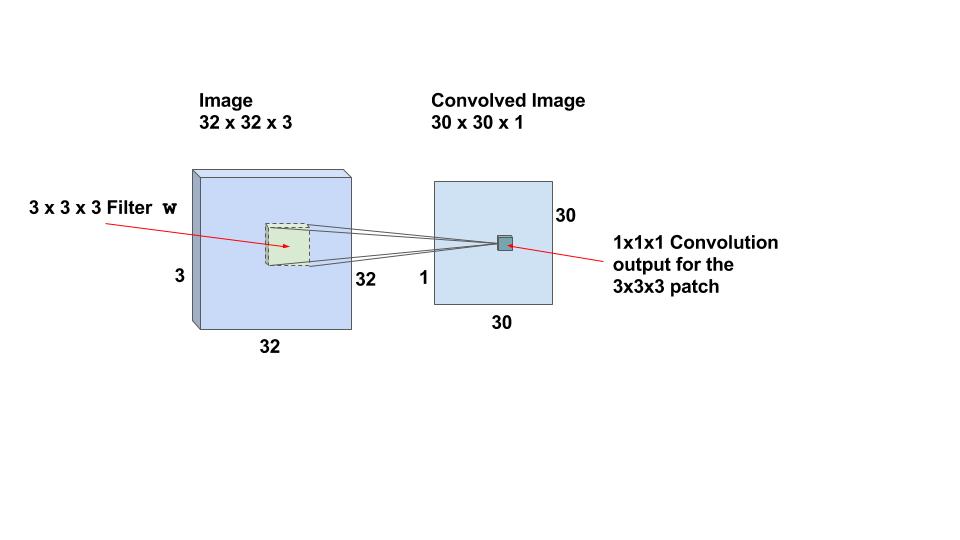 Image
32 x 32 x 3
Convolved Image
30 x 30 x 1
3 x 3 x 3 Filter w
3
32
32
1
30
30
1x1x1 Convolution
output for the
3x3x3 patch